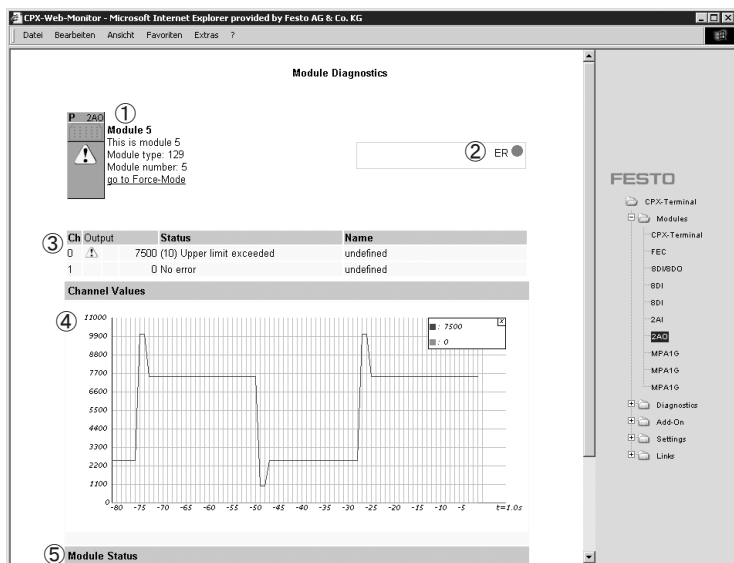 CPX-Web-Monitor - Microsoft Internet Explorer provided by Festo AG & Co. KG
Datei Bearbeiten Ansicht Favoriten Extras ?
Module Diagnostics
P 2AO
1
Module 5
This is module 5
Module type: 129
Module number: 5
go to Force-Mode
2 ER
3
Ch Output Status Name
0 7500 (10) Upper limit exceeded undefined
1 0 No error undefined
Channel Values
4
11000
9900
8800
7700
6600
5500
4400
3300
2200
1100
0
: 7500
: 0
x
-80 -75 -70 -65 -60 -55 -50 -45 -40 -35 -30 -25 -20 -15 -10 -5 t=1.0s
5 Module Status
FESTO
CPX-Terminal
Modules
CPX-Terminal
FEC
8DI/8DO
8DI
8DI
2AI
2AO
MPA1G
MPA1G
MPA1G
Diagnostics
Add-On
Settings
Links